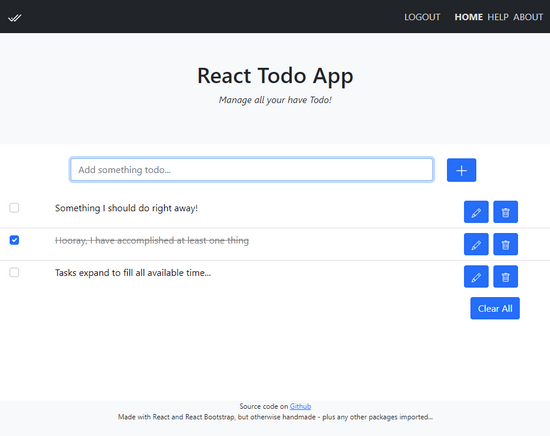 LOGOUT HOME HELP ABOUT
React Todo App
Manage all your have Todo!
Add something todo...
Something I should do right away!
Hooray, I have accomplished at least one thing
Tasks expand to fill all available time...
Clear All
Source code on Github
Made with React and React Bootstrap, but otherwise handmade - plus any other packages imported...